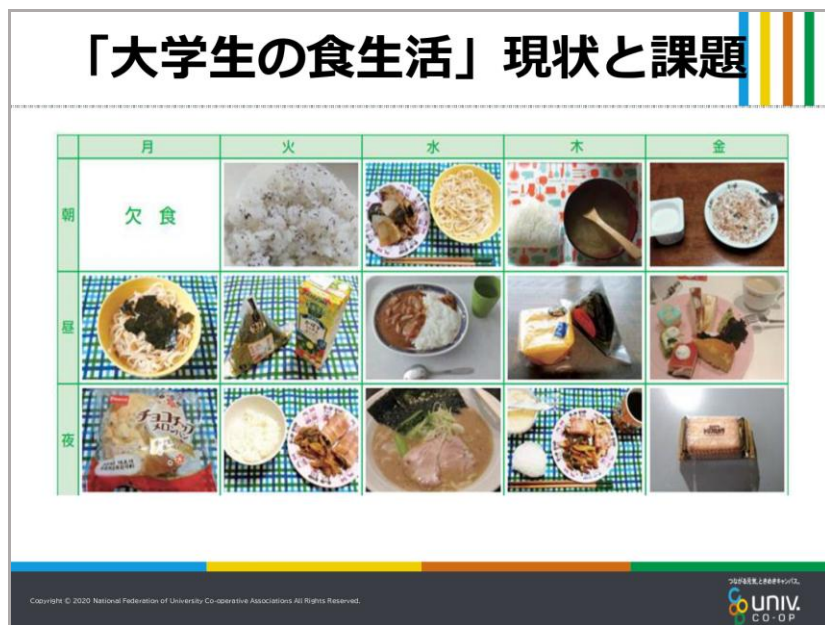 「大学生の食生活」現状と課題
月 火 水 木 金
朝
欠 食
昼
夜
チョコチップ
メロンパン
Copyright © 2020 National Federation of University Co-operative Associations All Rights Reserved.
つながる元気、ときめきキャンパス。
UNIV.
CO-OP